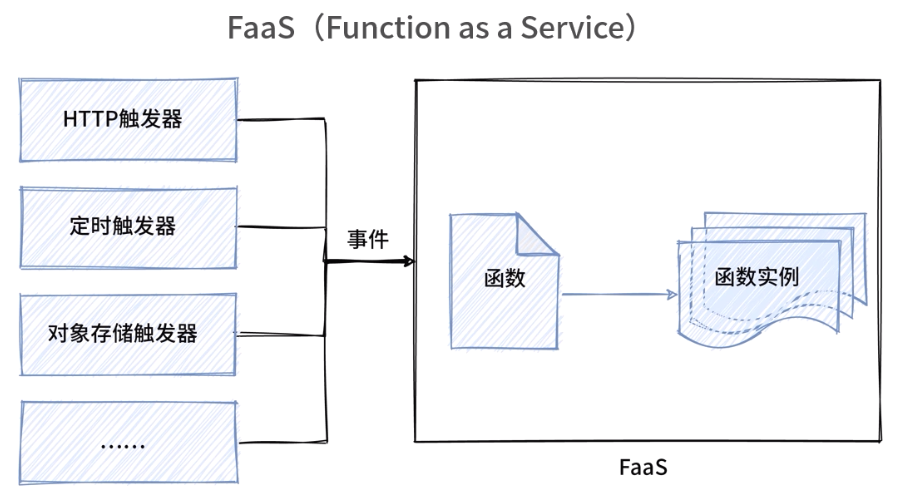 FaaS（Function as a Service）
HTTP触发器
定时触发器
对象存储触发器
……
事件
函数
函数实例
FaaS